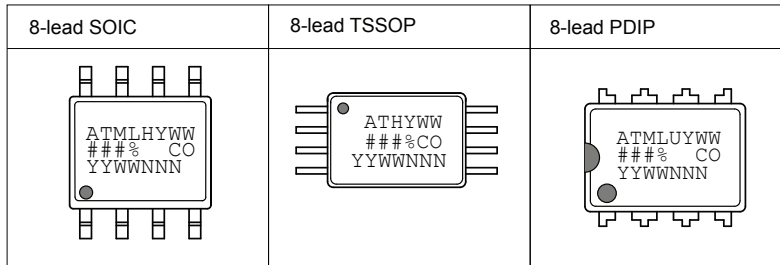 8-lead SOIC
8-lead TSSOP
8-lead PDIP
ATMLHYWW
###% CO
YYWWNNN
ATHYWW
###%CO
YYWWNNN
ATMLUYWW
###% CO
YYWWNNN